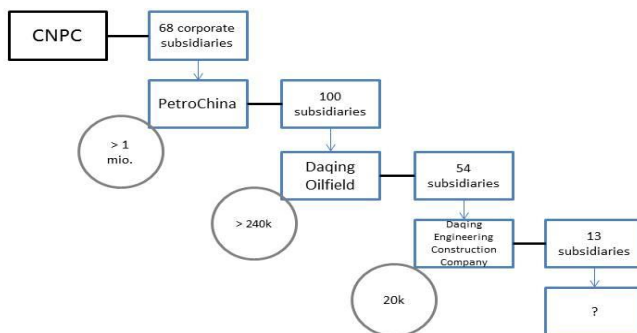 CNPC
68 corporate
subsidiaries
PetroChina
100
subsidiaries
> 1
mio.
Daqing
Oilfield
54
subsidiaries
> 240k
Daqing
Engineering
Construction
Company
13
subsidiaries
20k
?